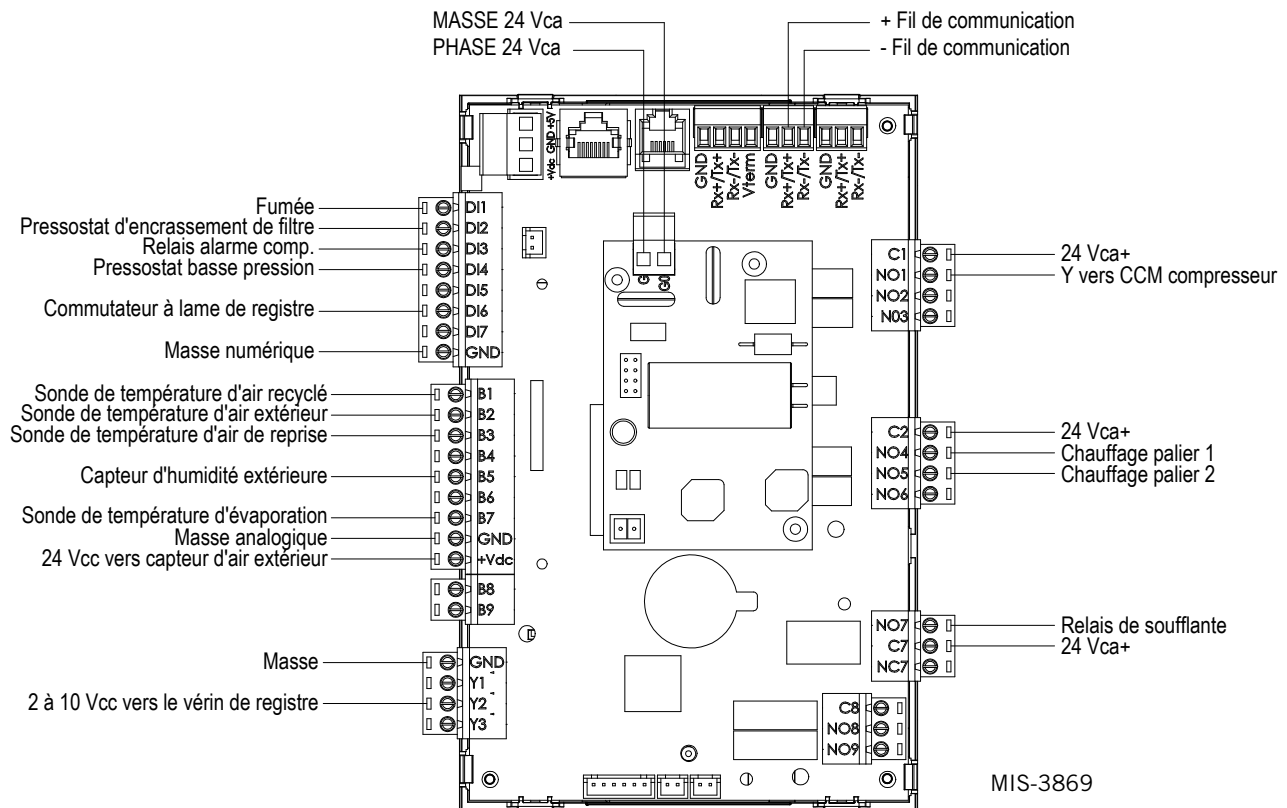 MASSE 24 Vca
PHASE 24 Vca
+ Fil de communication
- Fil de communication
+Vdc GND +5V
GND
Rx+/Tx+
Rx-/Tx-
Vterm
GND
Rx+/Tx+
Rx-/Tx-
GND
Rx+/Tx+
Rx-/Tx-
G
G0
Fumée DI1
Pressostat d'encrassement de filtre DI2
Relais alarme comp. DI3
Pressostat basse pression DI4
DI5
Commutateur à lame de registre DI6
DI7
Masse numérique GND
Sonde de température d'air recyclé B1
Sonde de température d'air extérieur B2
Sonde de température d'air de reprise B3
B4
Capteur d'humidité extérieure B5
B6
Sonde de température d'évaporation B7
Masse analogique GND
24 Vcc vers capteur d'air extérieur +Vdc
B8
B9
Masse GND
Y1
2 à 10 Vcc vers le vérin de registre Y2
Y3
C1 24 Vca+
NO1 Y vers CCM compresseur
NO2
N03
C2 24 Vca+
NO4 Chauffage palier 1
NO5 Chauffage palier 2
NO6
NO7 Relais de soufflante
C7 24 Vca+
NC7
C8
NO8
NO9
MIS-3869